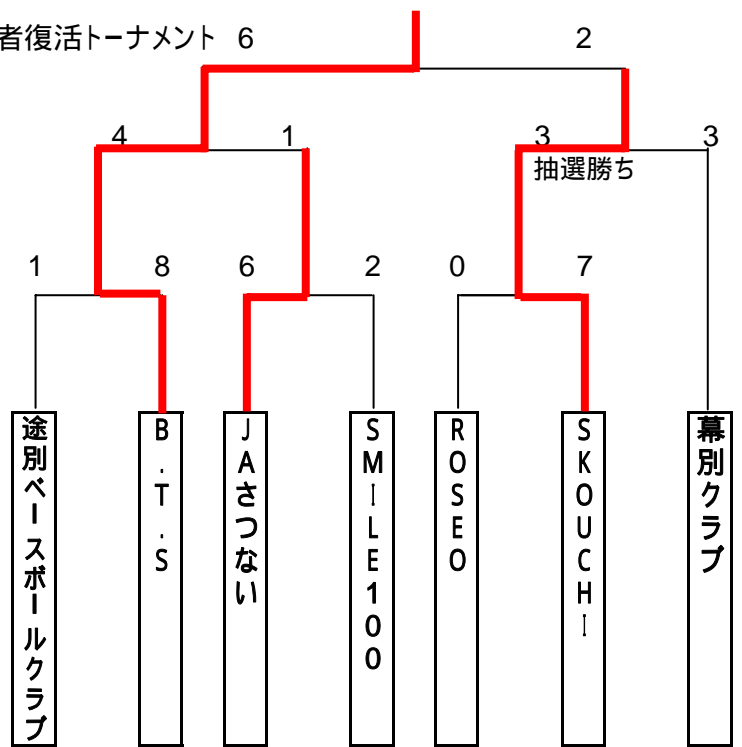 者復活トーナメント 6 2
4 1 3 3
抽選勝ち
1 8 6 2 0 7
途別ベースボールクラブ
B.T.S
JAさつない
SMILE100
ROSEO
SKOUCHI
幕別クラブ